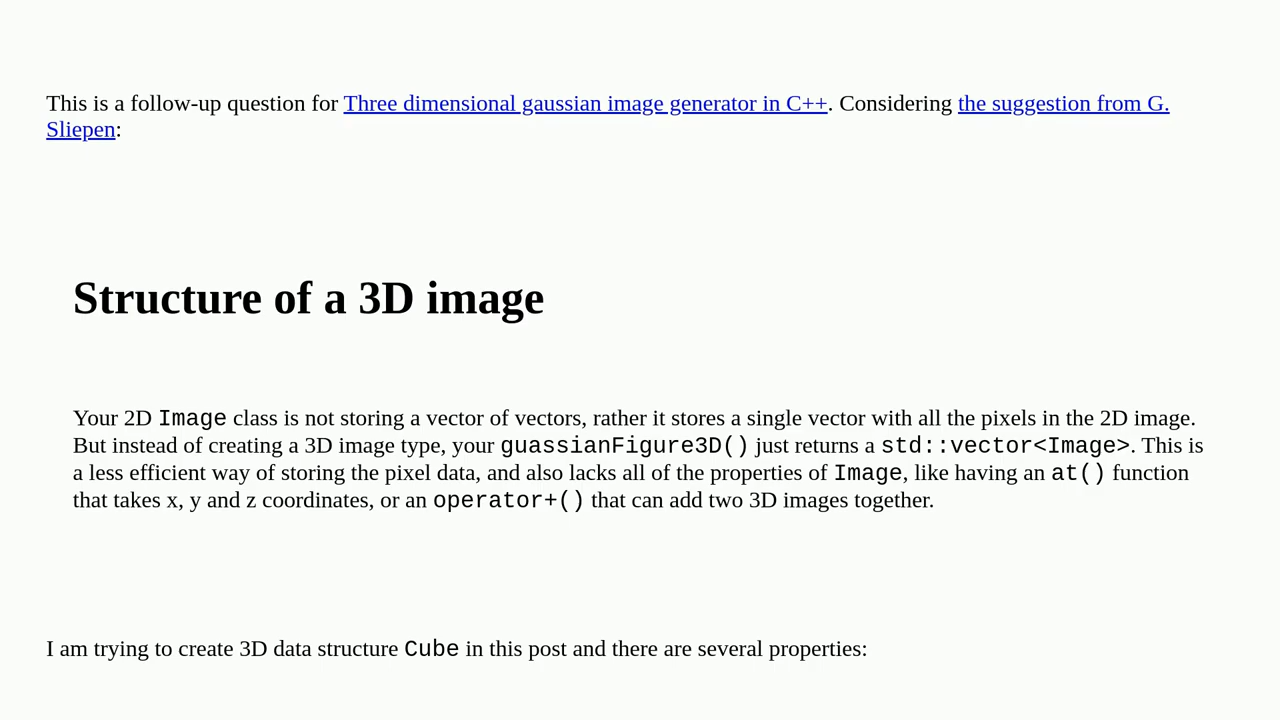 This is a follow-up question for Three dimensional gaussian image generator in C++. Considering the suggestion from G.
Sliepen:
Structure of a 3D image
Your 2D Image class is not storing a vector of vectors, rather it stores a single vector with all the pixels in the 2D image.
But instead of creating a 3D image type, your guassianFigure3D() just returns a std::vector<Image>. This is
a less efficient way of storing the pixel data, and also lacks all of the properties of Image, like having an at() function
that takes x, y and z coordinates, or an operator+() that can add two 3D images together.
I am trying to create 3D data structure Cube in this post and there are several properties: